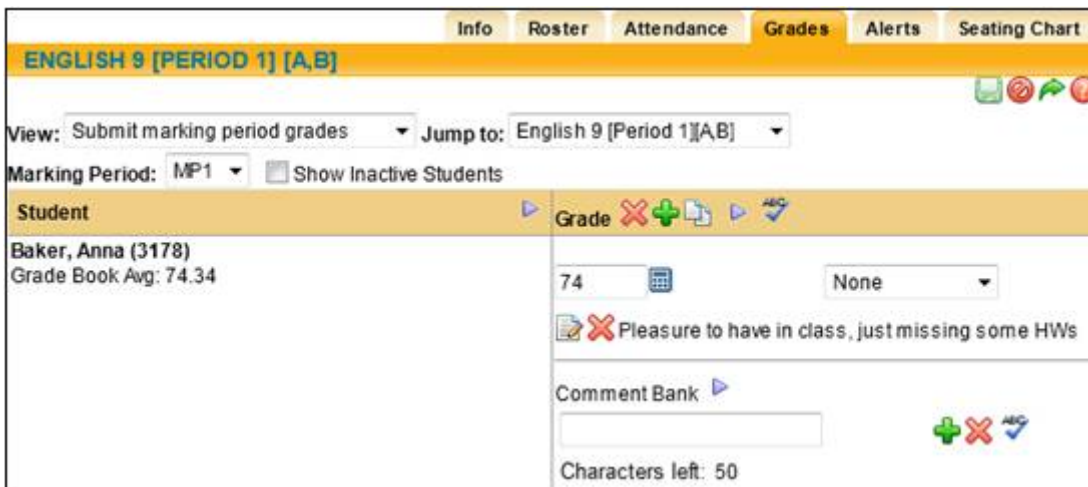 Info Roster Attendance Grades Alerts Seating Chart
ENGLISH 9 [PERIOD 1] [A,B]
View: Submit marking period grades Jump to: English 9 [Period 1][A,B]
Marking Period: MP1 Show Inactive Students
Student Grade ABC
Baker, Anna (3178)
Grade Book Avg: 74.34
74 None
Pleasure to have in class, just missing some HWs
Comment Bank
ABC
Characters left: 50